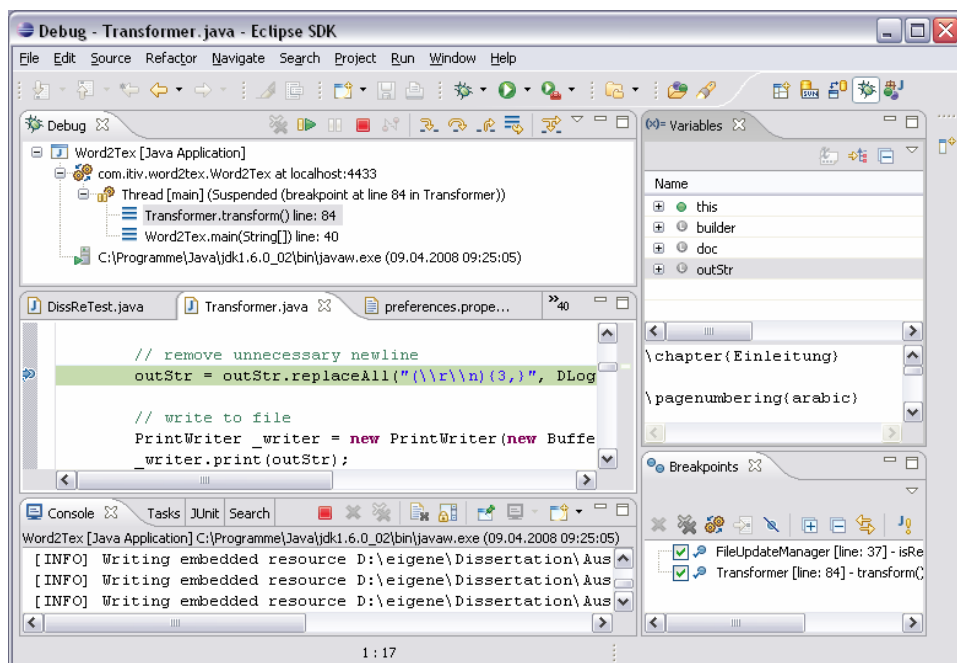 Debug - Transformer.java - Eclipse SDK
File Edit Source Refactor Navigate Search Project Run Window Help
Debug
Word2Tex [Java Application]
com.itiv.word2tex.Word2Tex at localhost:4433
Thread [main] (Suspended (breakpoint at line 84 in Transformer))
Transformer.transform() line: 84
Word2Tex.main(String[]) line: 40
C:\Programme\Java\jdk1.6.0_02\bin\javaw.exe (09.04.2008 09:25:05)
(x)= Variables
Name
this
builder
doc
outStr
\chapter{Einleitung}
\pagenumbering{arabic}
DissReTest.java Transformer.java preferences.prope... »40
// remove unnecessary newline
outStr = outStr.replaceAll("(\\r\\n){3,}", DLog
// write to file
PrintWriter _writer = new PrintWriter(new Buffe
_writer.print(outStr);
Breakpoints
FileUpdateManager [line: 37] - isRe
Transformer [line: 84] - transform()
Console Tasks JUnit Search
Word2Tex [Java Application] C:\Programme\Java\jdk1.6.0_02\bin\javaw.exe (09.04.2008 09:25:05)
[INFO] Writing embedded resource D:\eigene\Dissertation\Aus
[INFO] Writing embedded resource D:\eigene\Dissertation\Aus
[INFO] Writing embedded resource D:\eigene\Dissertation\Aus
1 : 17